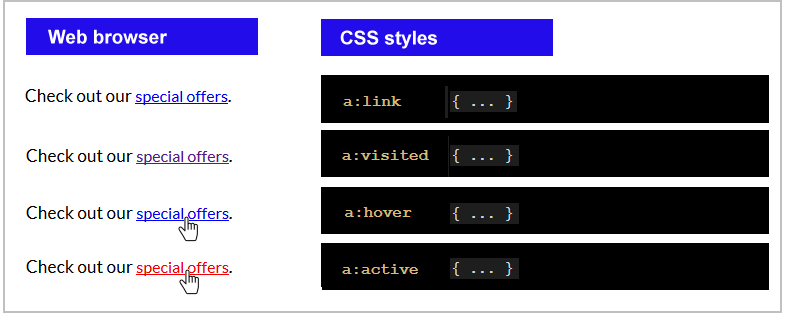 Web browser CSS styles
Check out our special offers. a:link { ... }
Check out our special offers. a:visited { ... }
Check out our special offers. a:hover { ... }
Check out our special offers. a:active { ... }